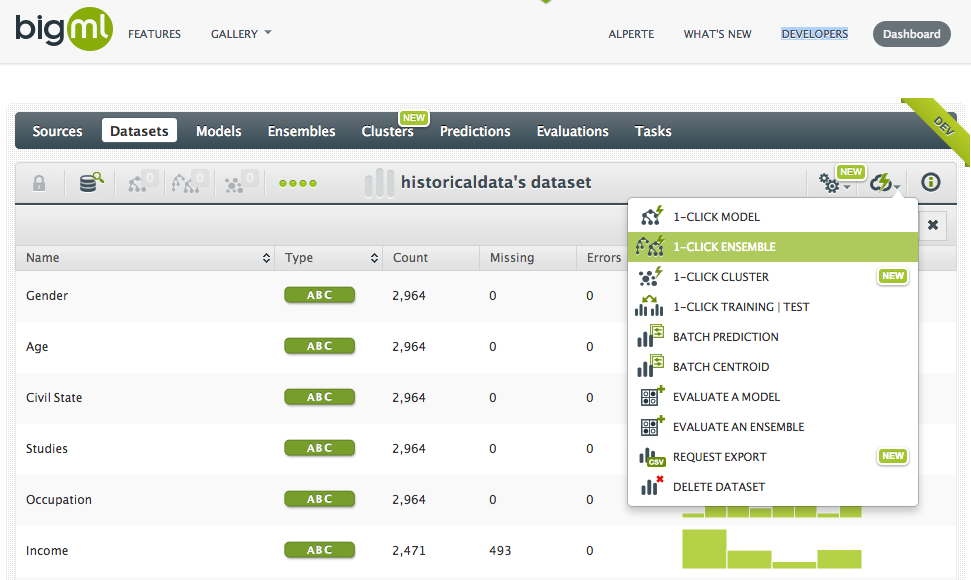 bigml
FEATURES GALLERY ALPERTE WHAT'S NEW DEVELOPERS Dashboard
DEV
NEW
Sources Datasets Models Ensembles Clusters Predictions Evaluations Tasks
0 0 0 historicaldata's dataset NEW
1-CLICK MODEL
1-CLICK ENSEMBLE
1-CLICK CLUSTER NEW
1-CLICK TRAINING | TEST
BATCH PREDICTION
BATCH CENTROID
EVALUATE A MODEL
EVALUATE AN ENSEMBLE
CSV REQUEST EXPORT NEW
DELETE DATASET
Name Type Count Missing Errors
Gender ABC 2,964 0 0
Age ABC 2,964 0 0
Civil State ABC 2,964 0 0
Studies ABC 2,964 0 0
Occupation ABC 2,964 0 0
Income ABC 2,471 493 0